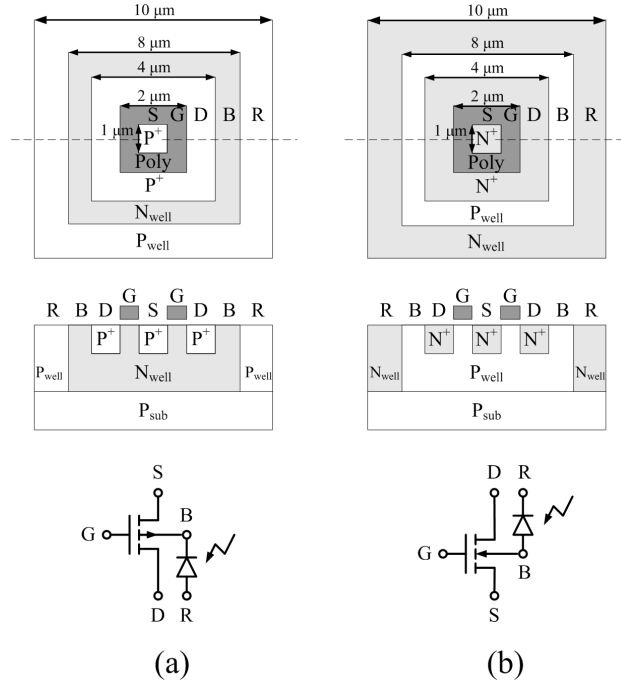 10 μm
8 μm
4 μm
2 μm
S G D B R
1 μm
P+
Poly
P+
Nwell
Pwell
G G
R B D S D B R
P+ P+ P+
Pwell Nwell Pwell
Psub
S
G
B
D R
(a)
10 μm
8 μm
4 μm
2 μm
S G D B R
1 μm
N+
Poly
N+
Pwell
Nwell
G G
R B D S D B R
N+ N+ N+
Nwell Pwell Nwell
Psub
D R
G
B
S
(b)